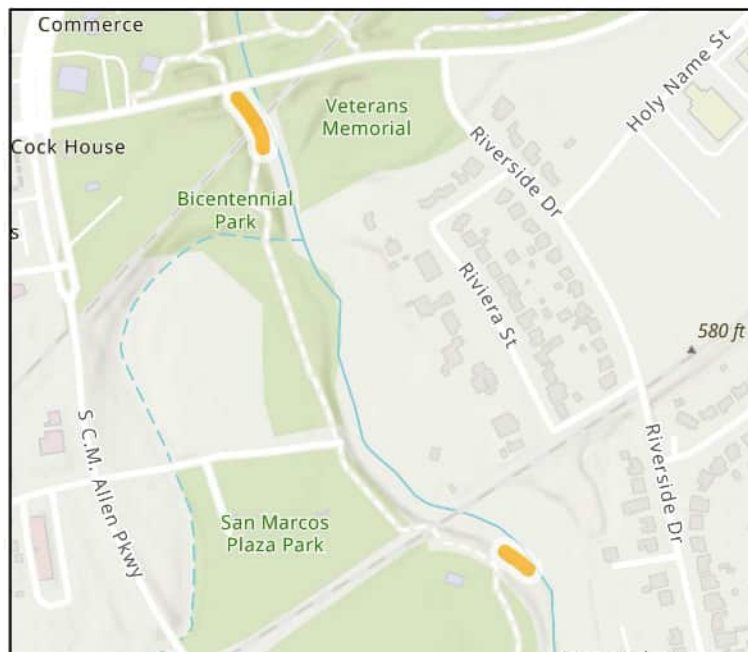 Commerce
Holy Name St
Veterans
Memorial
Cock House
Riverside Dr
Bicentennial
Park
s
Riviera St
580 ft
S C.M. Allen Pkwy
Riverside Dr
San Marcos
Plaza Park